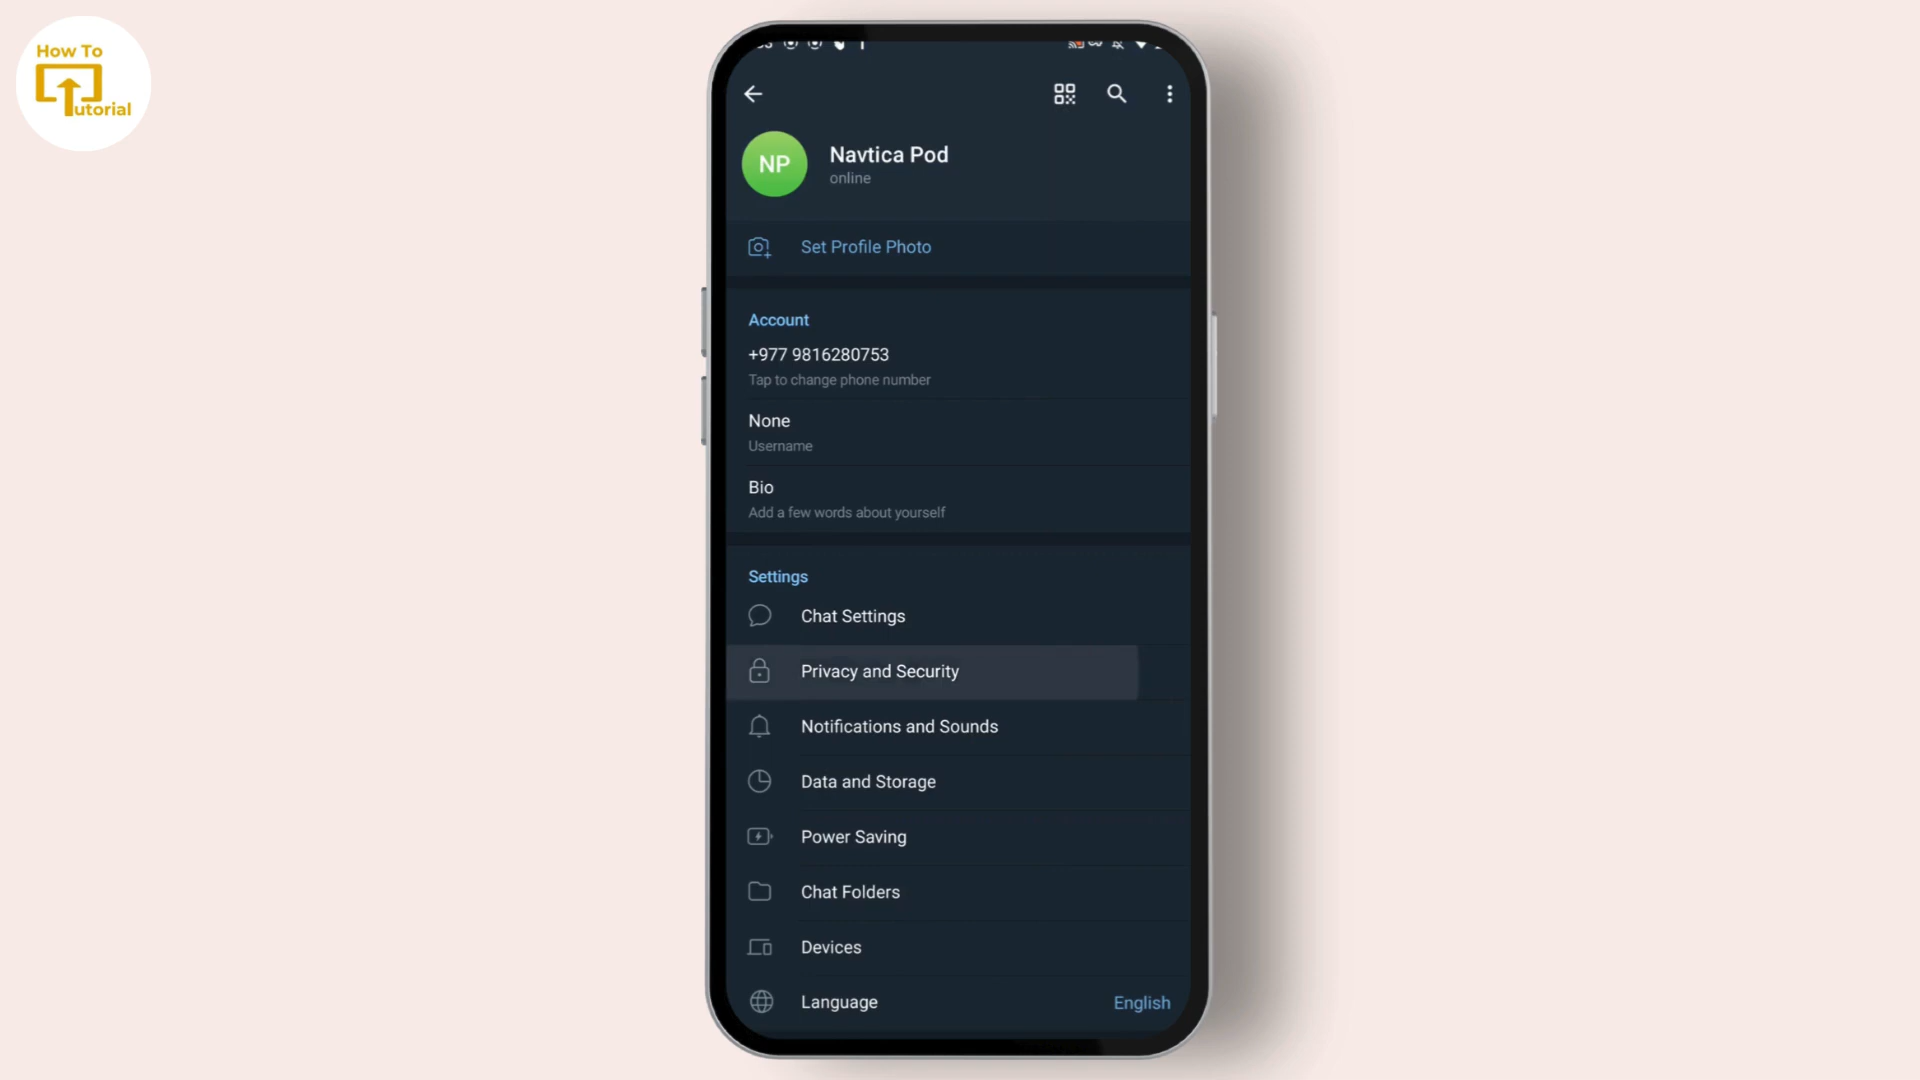 How To
utorial
NP
Navtica Pod
online
Set Profile Photo
Account
+977 9816280753
Tap to change phone number
None
Username
Bio
Add a few words about yourself
Settings
Chat Settings
Privacy and Security
Notifications and Sounds
Data and Storage
Power Saving
Chat Folders
Devices
Language English